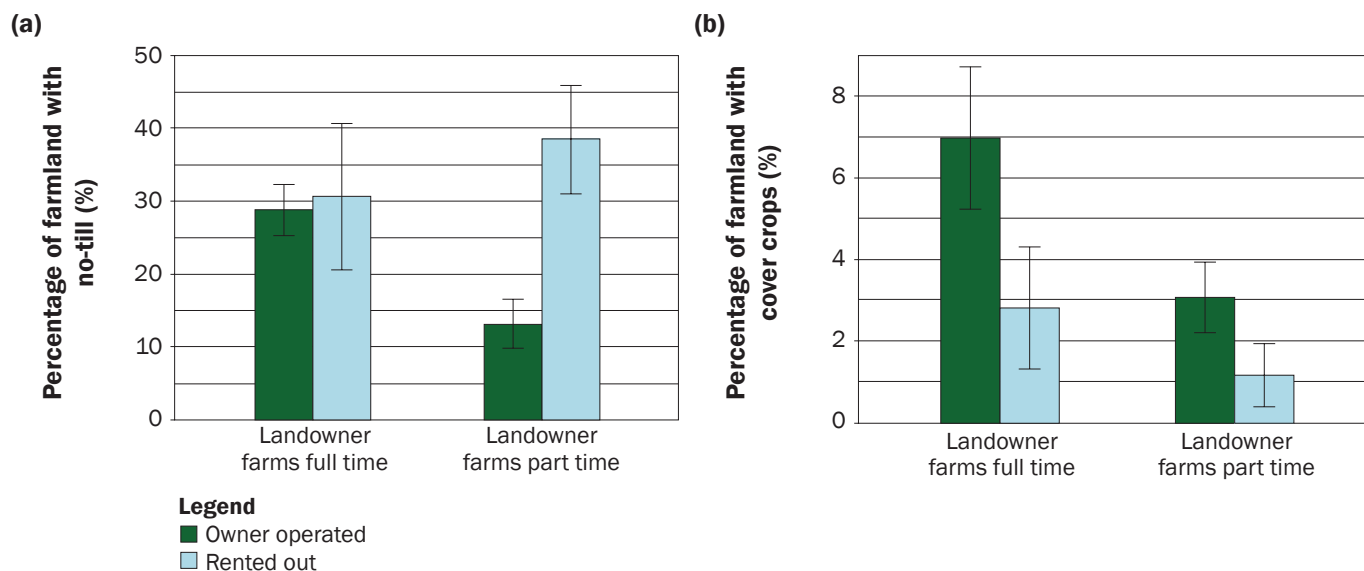 (a)
Percentage of farmland with
no-till (%)
50
40
30
20
10
0
Landowner
farms full time
Landowner
farms part time
Legend
Owner operated
Rented out
(b)
Percentage of farmland with
cover crops (%)
8
6
4
2
0
Landowner
farms full time
Landowner
farms part time